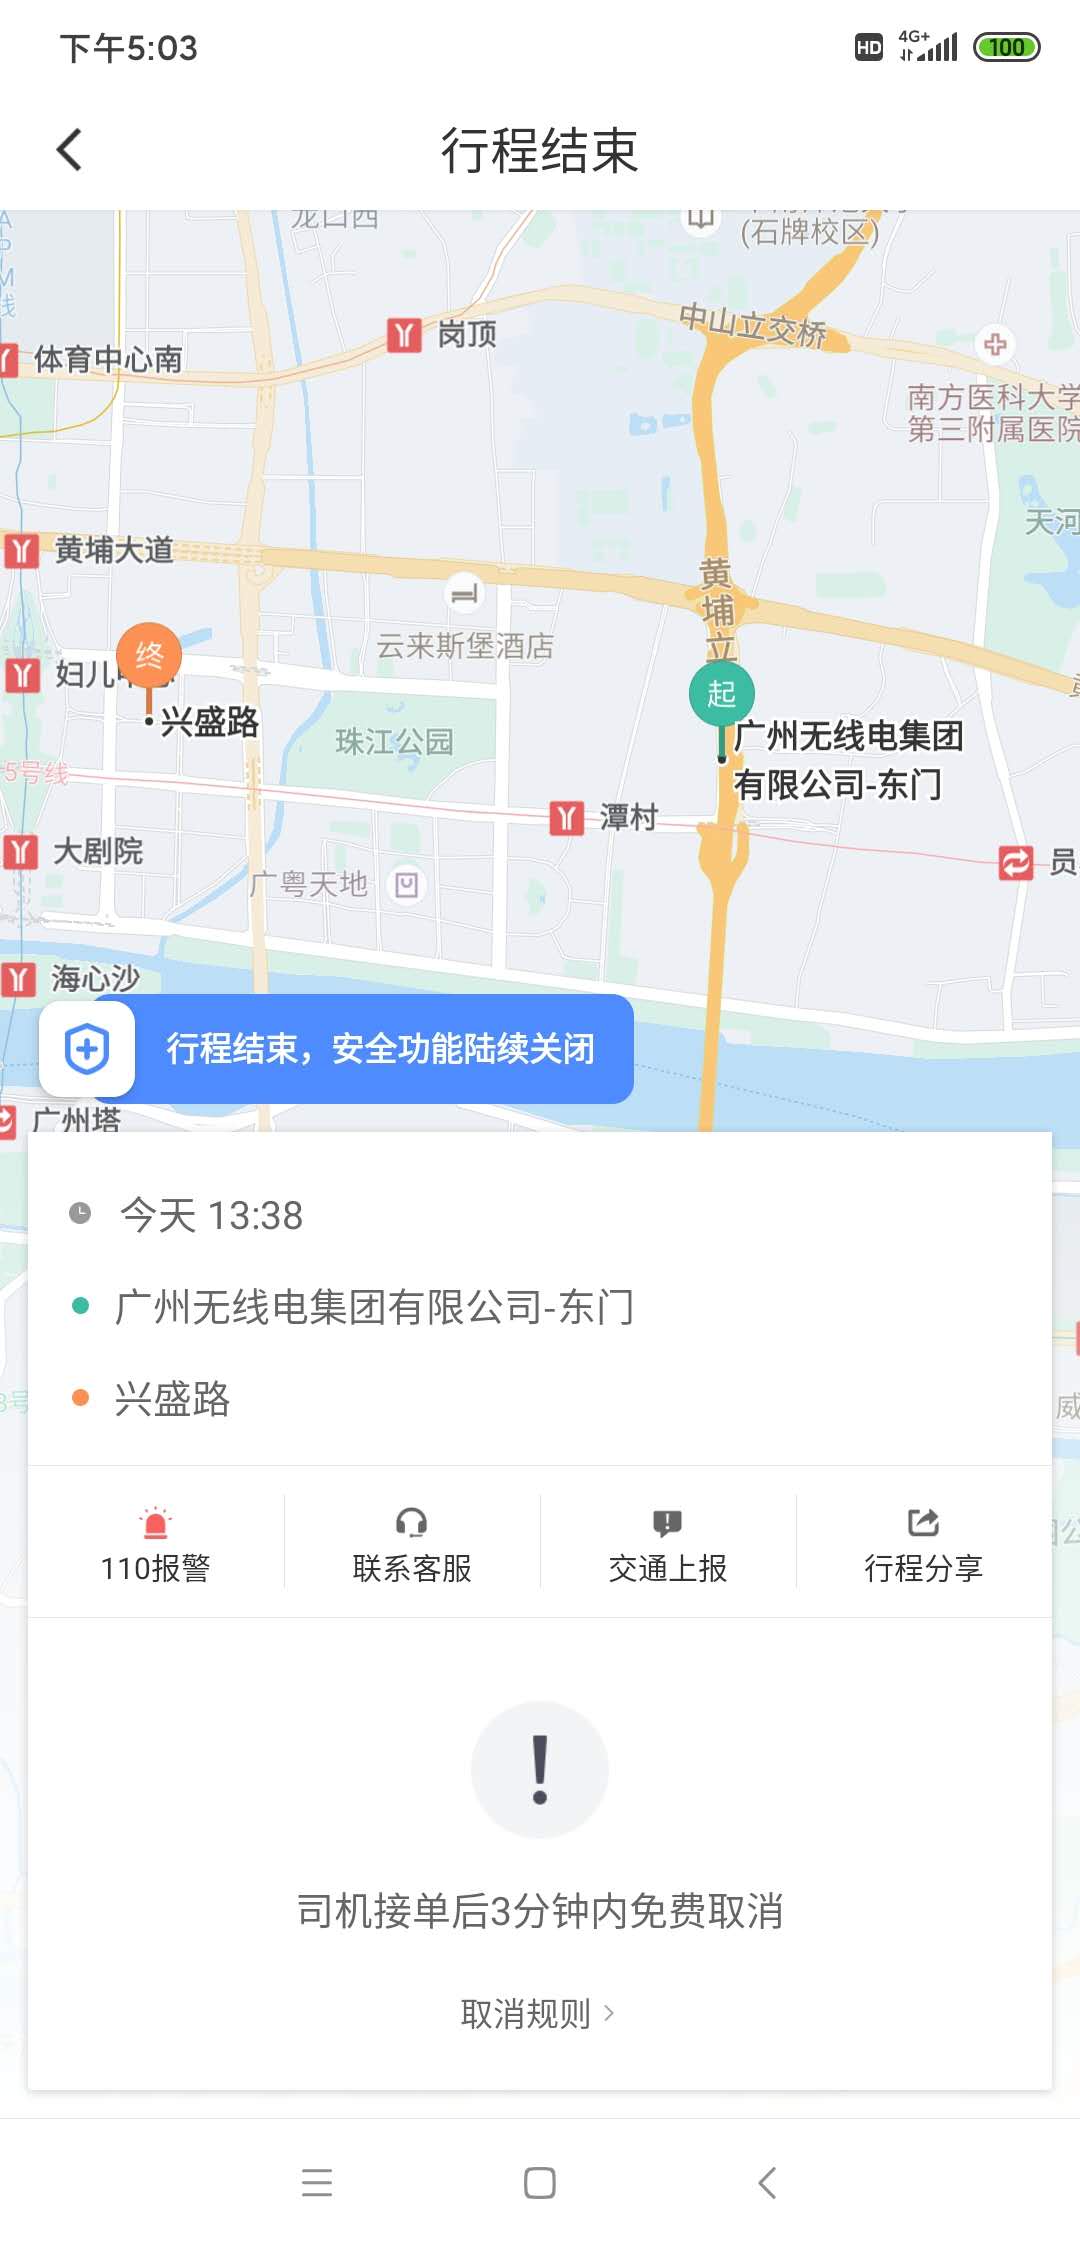 下午5:03
HD 4G+ 100
行程结束
龙口西
(石牌校区)
岗顶
中山立交桥
体育中心南
南方医科大学
第三附属医院
天河
黄埔大道
黄埔立
云来斯堡酒店
终
起
兴盛路
珠江公园
广州无线电集团
有限公司-东门
5号线
潭村
大剧院
广粤天地
海心沙
行程结束，安全功能陆续关闭
广州塔
今天 13:38
广州无线电集团有限公司-东门
兴盛路
110报警
联系客服
交通上报
行程分享
司机接单后3分钟内免费取消
取消规则